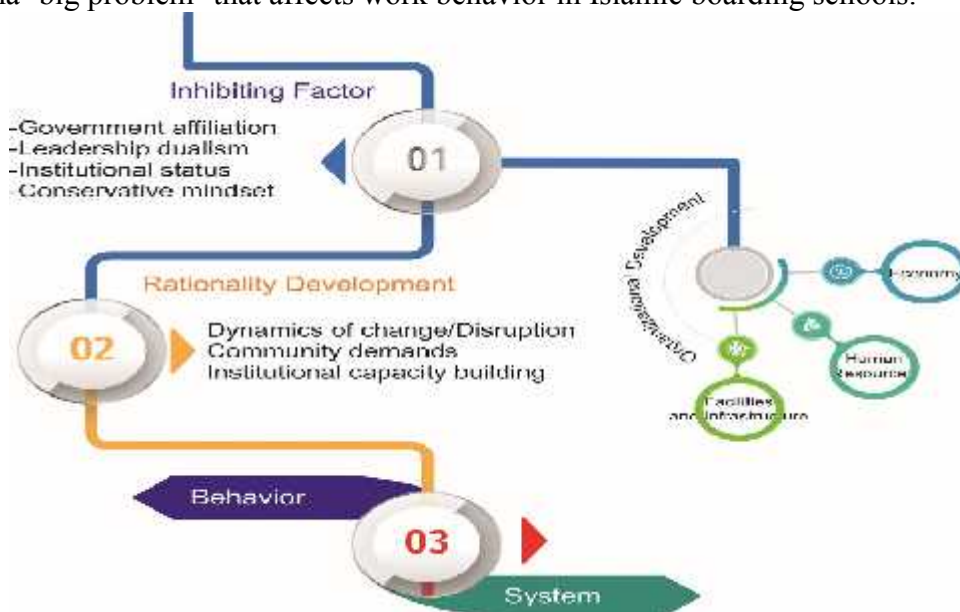 na "big problem" that affects work behavior in Islamic boarding schools.
Inhibiting Factor
-Government affiliation
-Leadership dualism
-Institutional status
-Conservative mindset
01
Organizational Development
Economy
Human
Resource
Facilities
and Infrastructure
Rationality Development
02
Dynamics of change/Disruption
Community demands
Institutional capacity building
Behavior
03
System